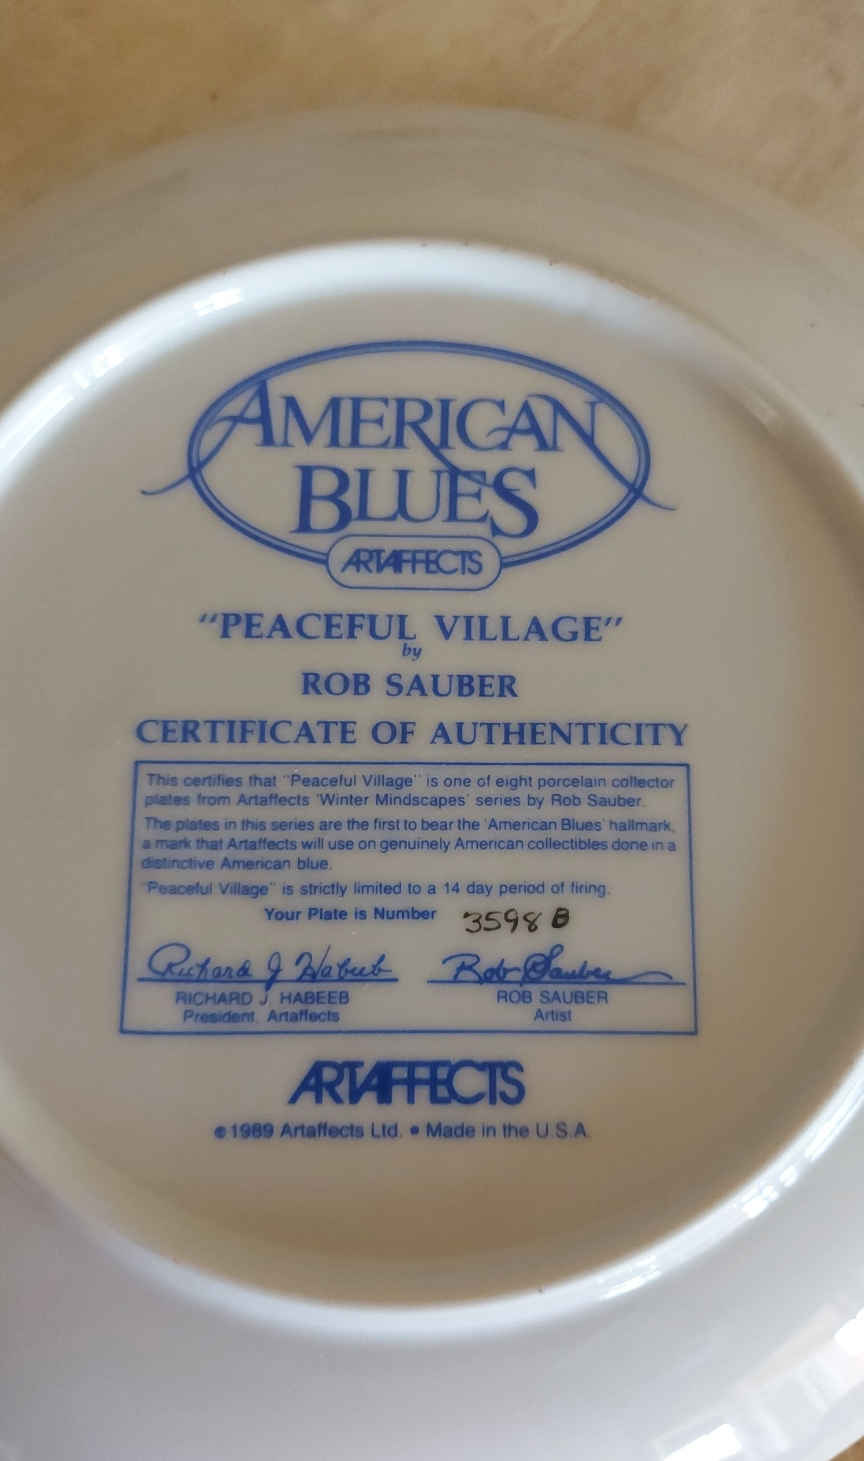 AMERICAN
BLUES
ARTAFFECTS
"PEACEFUL VILLAGE"
by
ROB SAUBER
CERTIFICATE OF AUTHENTICITY
This certifies that "Peaceful Village" is one of eight porcelain collector
plates from Artaffects 'Winter Mindscapes' series by Rob Sauber.
The plates in this series are the first to bear the 'American Blues' hallmark,
a mark that Artaffects will use on genuinely American collectibles done in a
distinctive American blue.
"Peaceful Village" is strictly limited to a 14 day period of firing.
Your Plate is Number 3598 B
Richard J Habeeb Rob Sauber
RICHARD J. HABEEB ROB SAUBER
President, Artaffects Artist
ARTAFFECTS
©1989 Artaffects Ltd. • Made in the U.S.A.